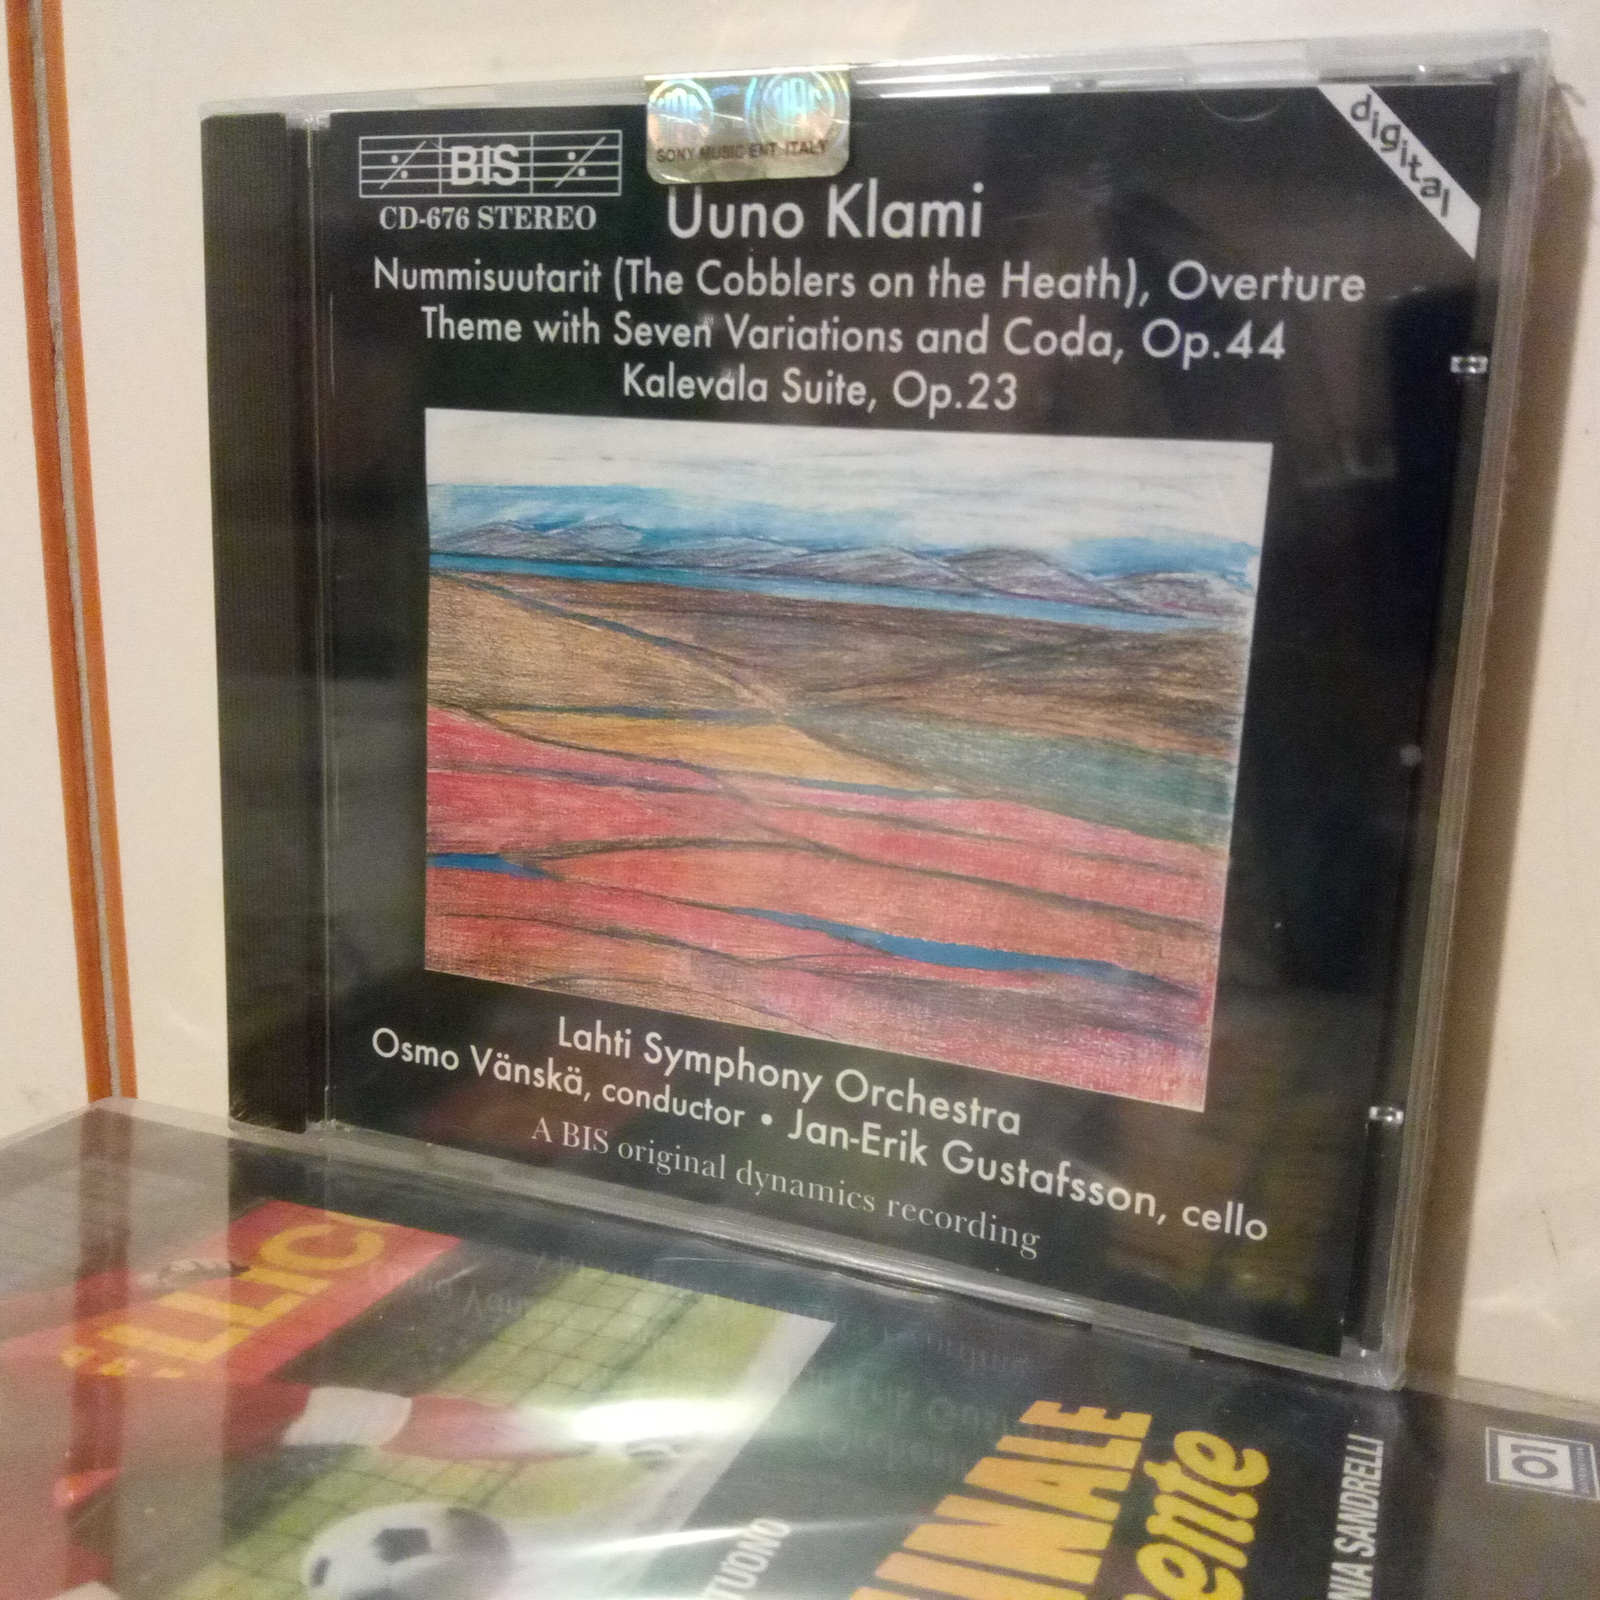 SONY MUSIC ENT. ITALY
digital
BIS
CD-676 STEREO
Uuno Klami
Nummisuutarit (The Cobblers on the Heath), Overture
Theme with Seven Variations and Coda, Op.44
Kalevala Suite, Op.23
Lahti Symphony Orchestra
Osmo Vänskä, conductor • Jan-Erik Gustafsson, cello
A BIS original dynamics recording
01